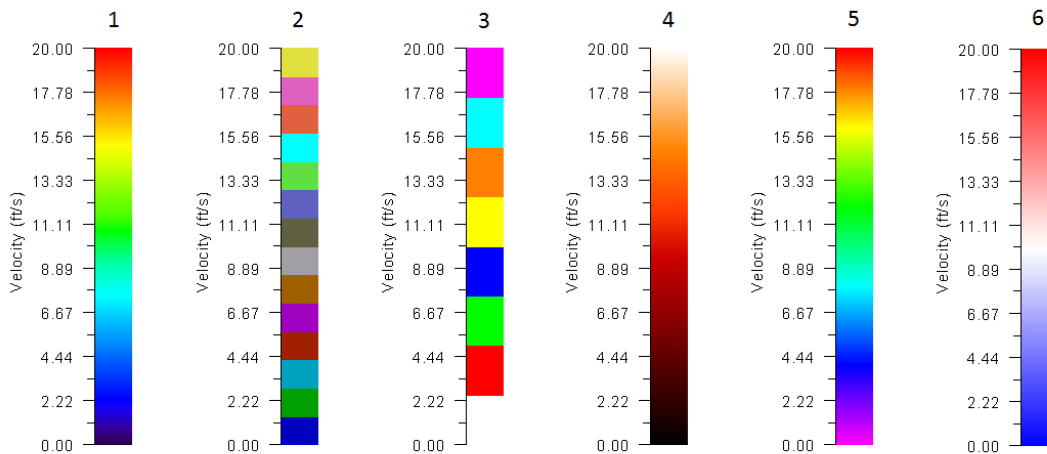 1 2 3 4 5 6
20.00 20.00 20.00 20.00 20.00 20.00
17.78 17.78 17.78 17.78 17.78 17.78
15.56 15.56 15.56 15.56 15.56 15.56
13.33 13.33 13.33 13.33 13.33 13.33
11.11 11.11 11.11 11.11 11.11 11.11
Velocity (ft/s) Velocity (ft/s) Velocity (ft/s) Velocity (ft/s) Velocity (ft/s) Velocity (ft/s)
8.89 8.89 8.89 8.89 8.89 8.89
6.67 6.67 6.67 6.67 6.67 6.67
4.44 4.44 4.44 4.44 4.44 4.44
2.22 2.22 2.22 2.22 2.22 2.22
0.00 0.00 0.00 0.00 0.00 0.00